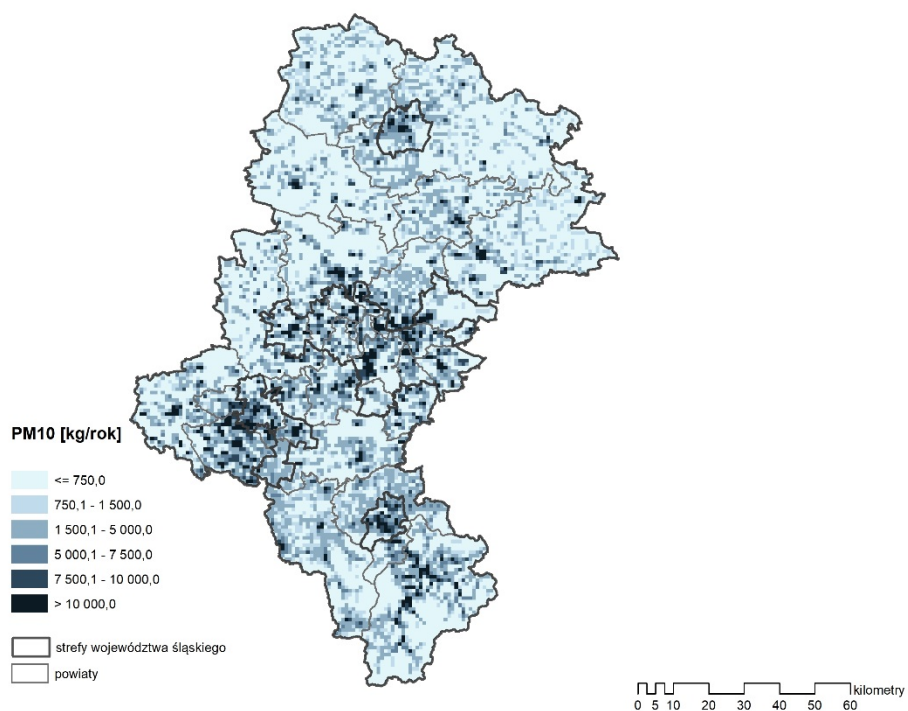 PM10 [kg/rok]
<= 750,0
750,1 - 1 500,0
1 500,1 - 5 000,0
5 000,1 - 7 500,0
7 500,1 - 10 000,0
> 10 000,0
strefy województwa śląskiego
powiaty
kilometry
0 5 10 20 30 40 50 60